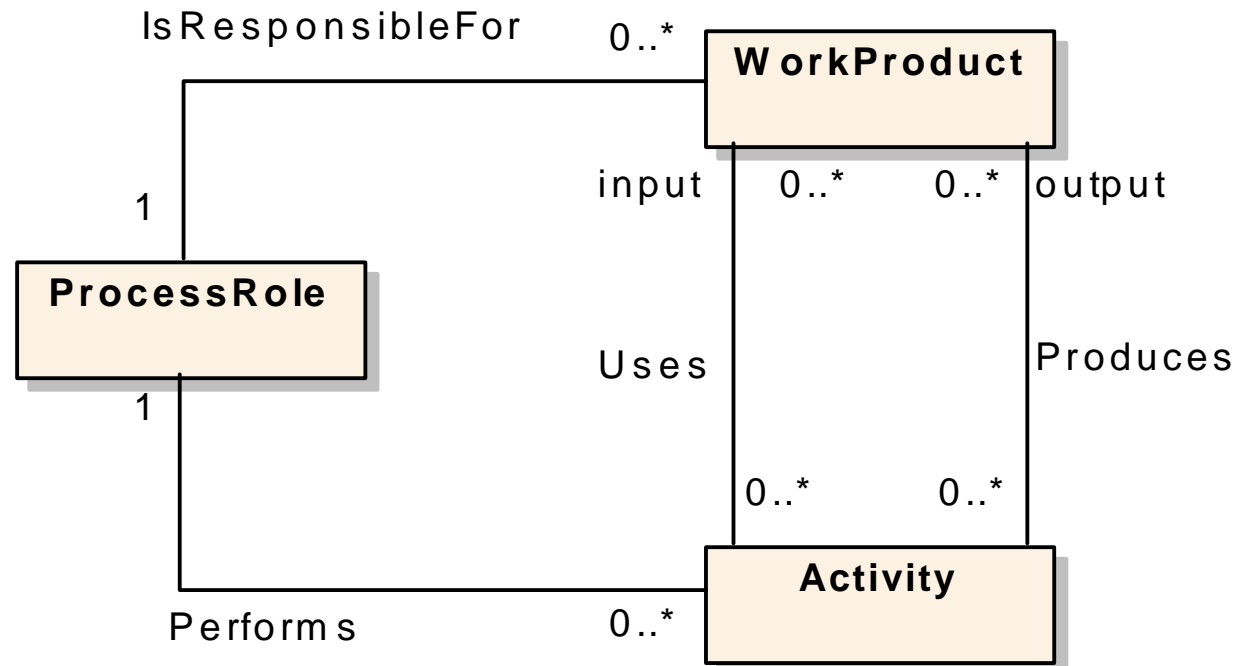 IsResponsibleFor 0..*
WorkProduct
input 0..* 0..* output
1
ProcessRole
Uses Produces
1
0..* 0..*
Activity
Performs 0..*